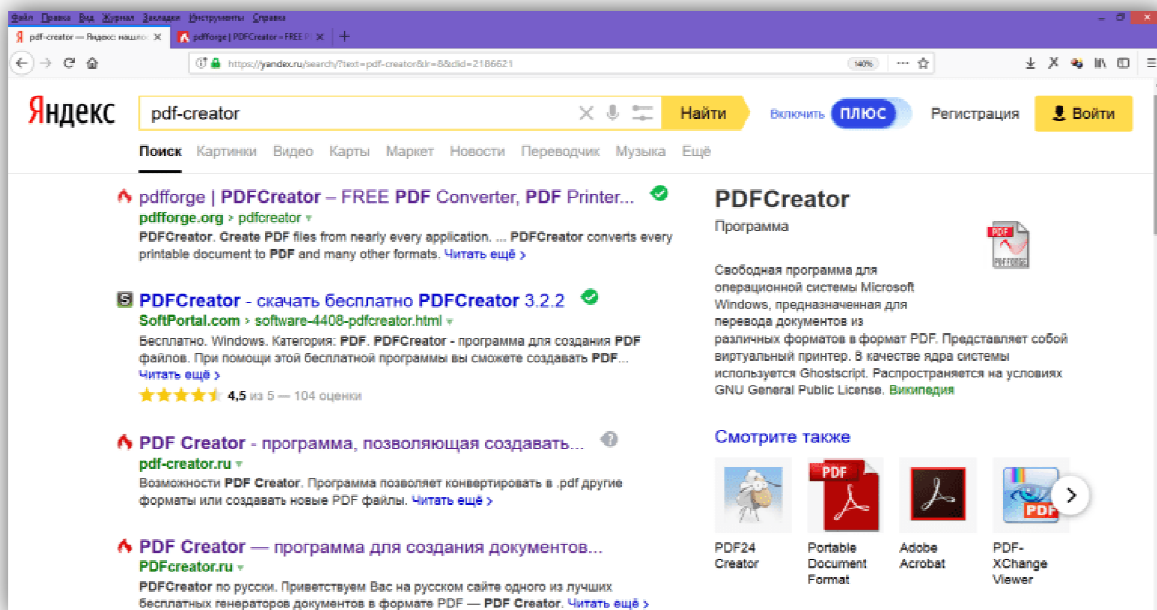 Файл Правка Вид Журнал Закладки Инструменты Справка
pdf-creator — Яндекс: нашлос
pdfforge | PDFCreator – FREE P
https://yandex.ru/search/?text=pdf-creator&lr=8&clid=2186621
140%
Яндекс
pdf-creator
Найти
Включить ПЛЮС
Регистрация
Войти
Поиск Картинки Видео Карты Маркет Новости Переводчик Музыка Ещё
pdfforge | PDFCreator – FREE PDF Converter, PDF Printer...
pdfforge.org › pdfcreator
PDFCreator. Create PDF files from nearly every application. ... PDFCreator converts every
printable document to PDF and many other formats. Читать ещё ›
PDFCreator - скачать бесплатно PDFCreator 3.2.2
SoftPortal.com › software-4408-pdfcreator.html
Бесплатно. Windows. Категория: PDF. PDFCreator - программа для создания PDF
файлов. При помощи этой бесплатной программы вы сможете создавать PDF...
Читать ещё ›
4,5 из 5 — 104 оценки
PDF Creator - программа, позволяющая создавать...
pdf-creator.ru
Возможности PDF Creator. Программа позволяет конвертировать в .pdf другие
форматы или создавать новые PDF файлы. Читать ещё ›
PDF Creator — программа для создания документов...
PDFcreator.ru
PDFCreator по русски. Приветствуем Вас на русском сайте одного из лучших
бесплатных генераторов документов в формате PDF — PDF Creator. Читать ещё ›
PDFCreator
Программа
PDF
PDFFORGE
Свободная программа для
операционной системы Microsoft
Windows, предназначенная для
перевода документов из
различных форматов в формат PDF. Представляет собой
виртуальный принтер. В качестве ядра системы
используется Ghostscript. Распространяется на условиях
GNU General Public License. Википедия
Смотрите также
PDF
PDF
PDF24
Creator
Portable
Document
Format
Adobe
Acrobat
PDF-
XChange
Viewer